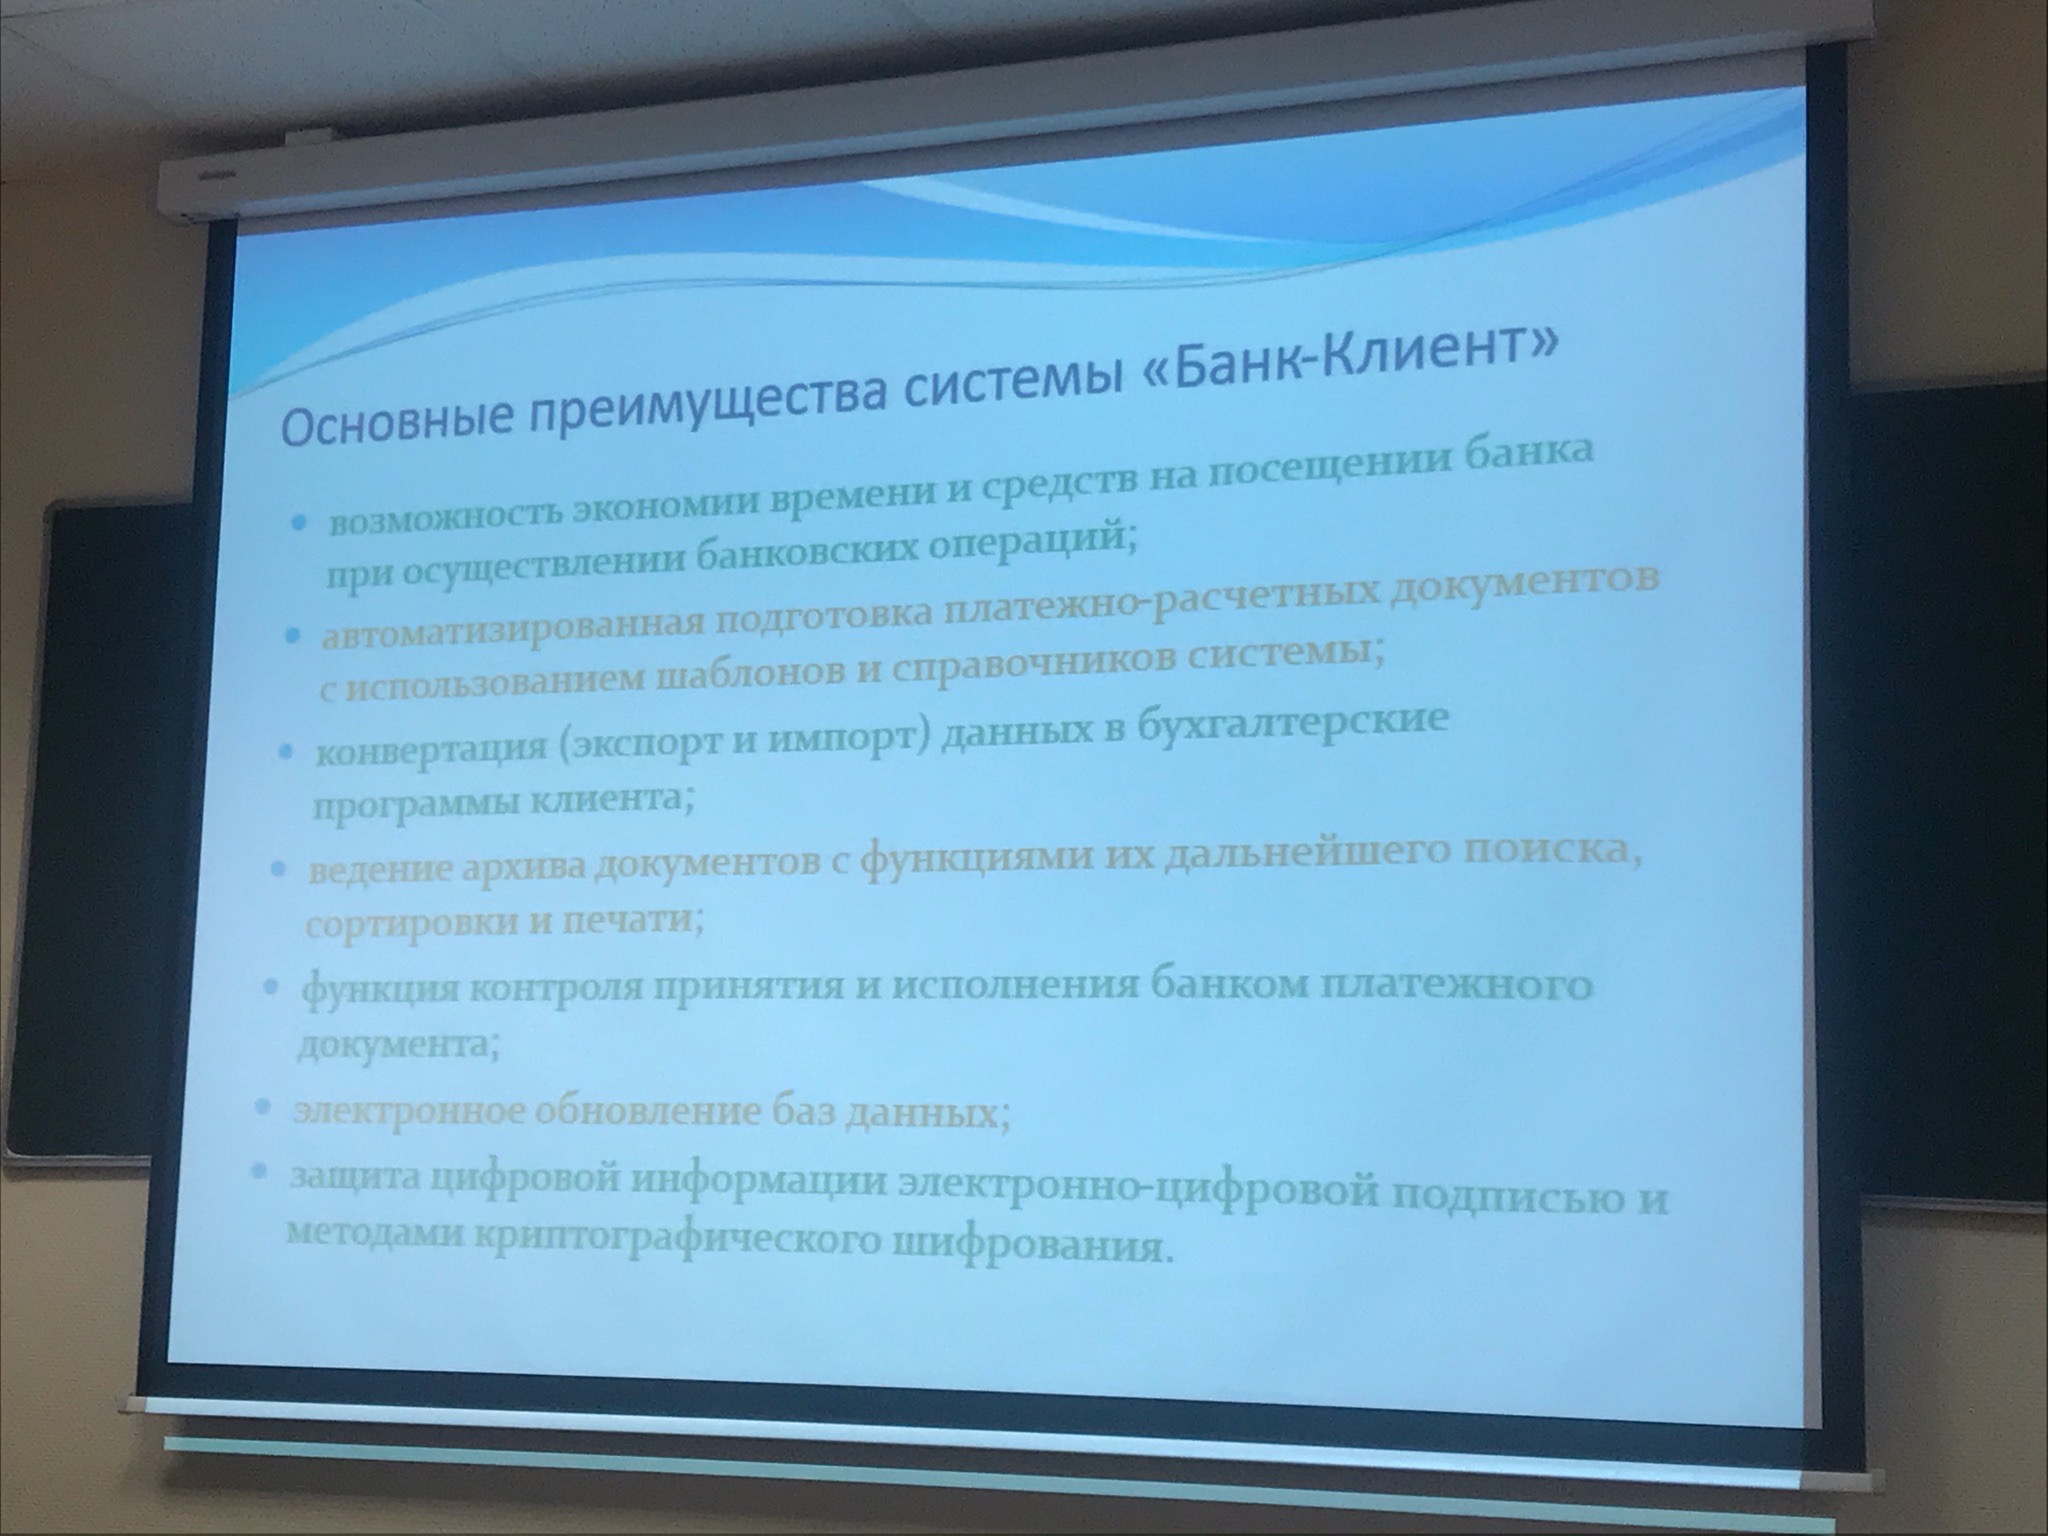 Основные преимущества системы «Банк-Клиент»
• возможность экономии времени и средств на посещении банка
при осуществлении банковских операций;
• автоматизированная подготовка платежно-расчетных документов
с использованием шаблонов и справочников системы;
• конвертация (экспорт и импорт) данных в бухгалтерские
программы клиента;
• ведение архива документов с функциями их дальнейшего поиска,
сортировки и печати;
• функция контроля принятия и исполнения банком платежного
документа;
• электронное обновление баз данных;
• защита цифровой информации электронно-цифровой подписью и
методами криптографического шифрования.